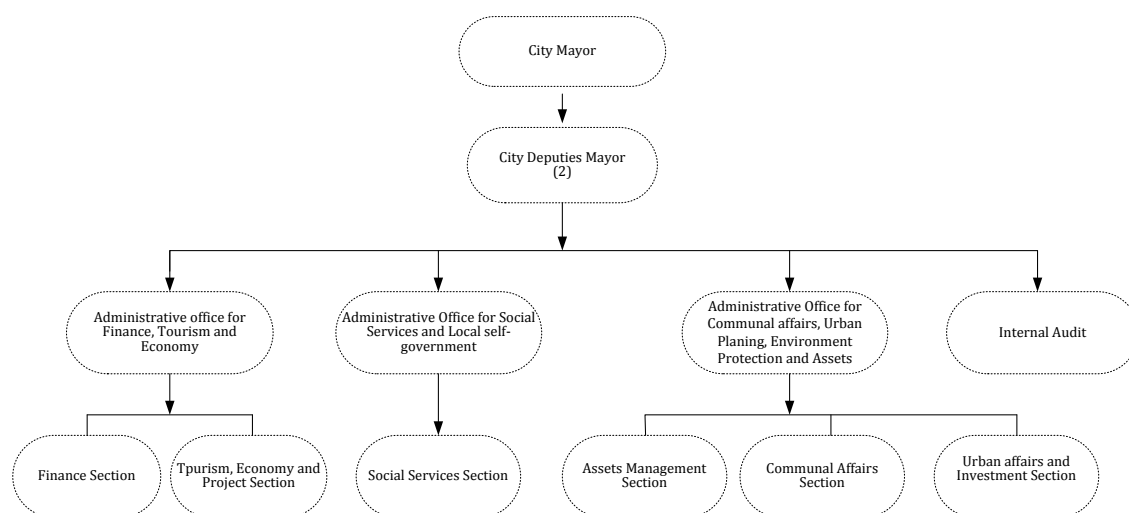 City Mayor
City Deputies Mayor
(2)
Administrative office for
Finance, Tourism and
Economy
Administrative Office for Social
Services and Local self-
government
Administrative Office for
Communal affairs, Urban
Planing, Environment
Protection and Assets
Internal Audit
Finance Section
Tpurism, Economy and
Project Section
Social Services Section
Assets Management
Section
Communal Affairs
Section
Urban affairs and
Investment Section